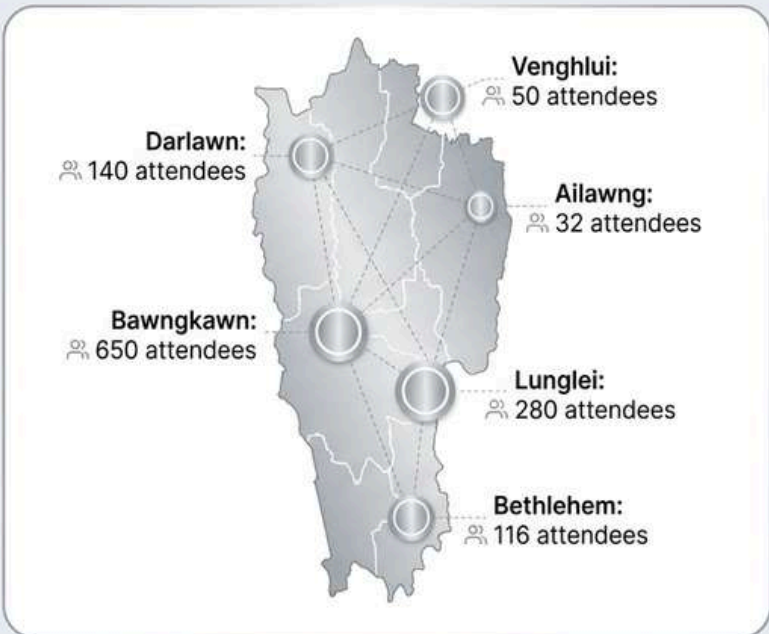 Venghlui:
50 attendees
Darlawn:
140 attendees
Ailawng:
32 attendees
Bawngkawn:
650 attendees
Lunglei:
280 attendees
Bethlehem:
116 attendees